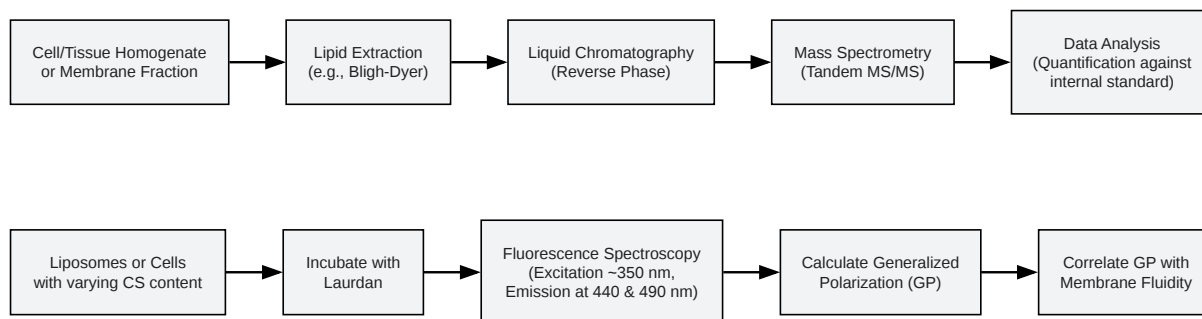 Cell/Tissue Homogenate
or Membrane Fraction
Lipid Extraction
(e.g., Bligh-Dyer)
Liquid Chromatography
(Reverse Phase)
Mass Spectrometry
(Tandem MS/MS)
Data Analysis
(Quantification against
internal standard)
Liposomes or Cells
with varying CS content
Incubate with
Laurdan
Fluorescence Spectroscopy
(Excitation ~350 nm,
Emission at 440 & 490 nm)
Calculate Generalized
Polarization (GP)
Correlate GP with
Membrane Fluidity